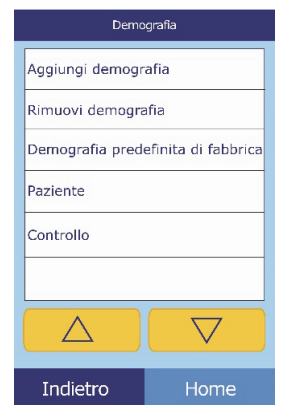 Demografia
Aggiungi demografia
Rimuovi demografia
Demografia predefinita di fabbrica
Paziente
Controllo
Indietro
Home